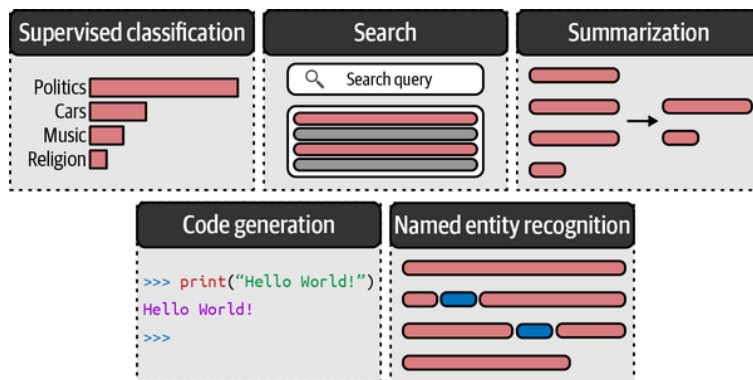 Supervised classification
Politics
Cars
Music
Religion
Search
Search query
Summarization
Code generation
>>> print(“Hello World!”)
Hello World!
>>>
Named entity recognition